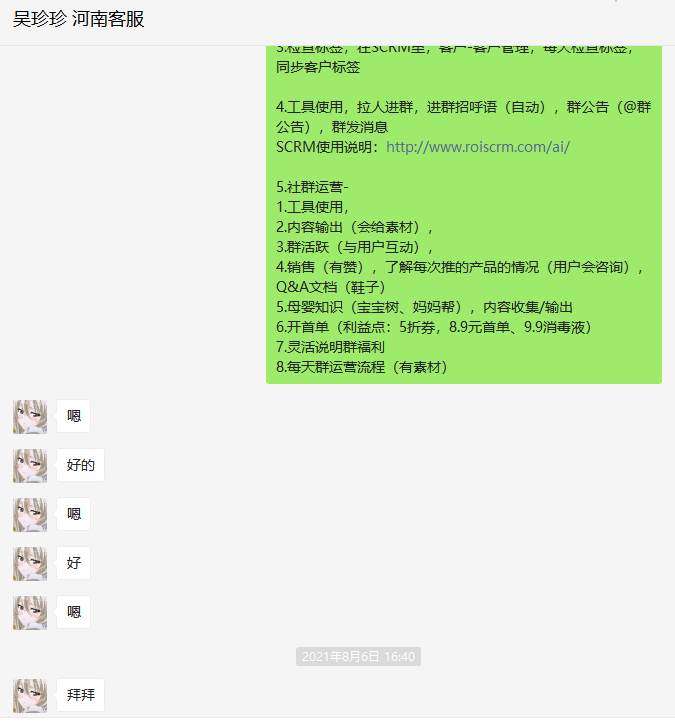 吴珍珍 河南客服
3.检查标签，在SCRM里，客户-客户管理，每天检查标签，
同步客户标签
4.工具使用，拉人进群，进群招呼语（自动），群公告（@群
公告），群发消息
SCRM使用说明：http://www.roiscrm.com/ai/
5.社群运营-
1.工具使用，
2.内容输出（会给素材），
3.群活跃（与用户互动），
4.销售（有赞），了解每次推的产品的情况（用户会咨询），
Q&A文档（鞋子）
5.母婴知识（宝宝树、妈妈帮），内容收集/输出
6.开首单（利益点：5折券，8.9元首单、9.9消毒液）
7.灵活说明群福利
8.每天群运营流程（有素材）
嗯
好的
嗯
好
嗯
2021年8月6日 16:40
拜拜